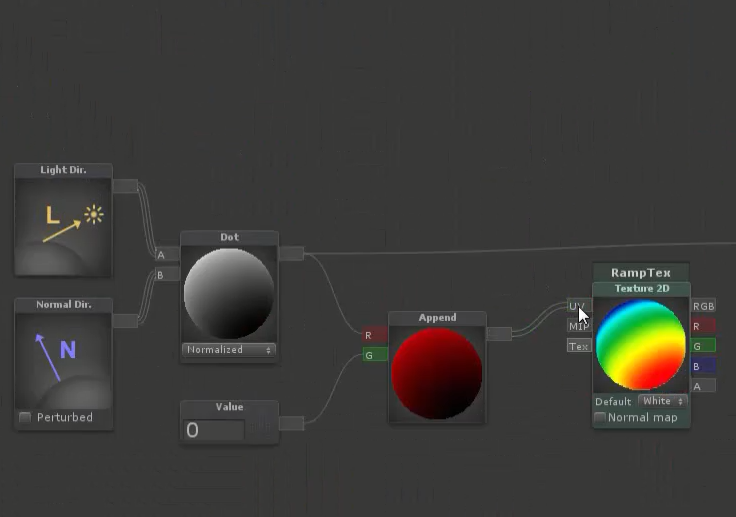 Light Dir.
L
Normal Dir.
N
Perturbed
Dot
A
B
Normalized
Value
0
Append
R
G
RampTex
Texture 2D
UV
MIP
Tex
RGB
R
G
B
A
Default White
Normal map